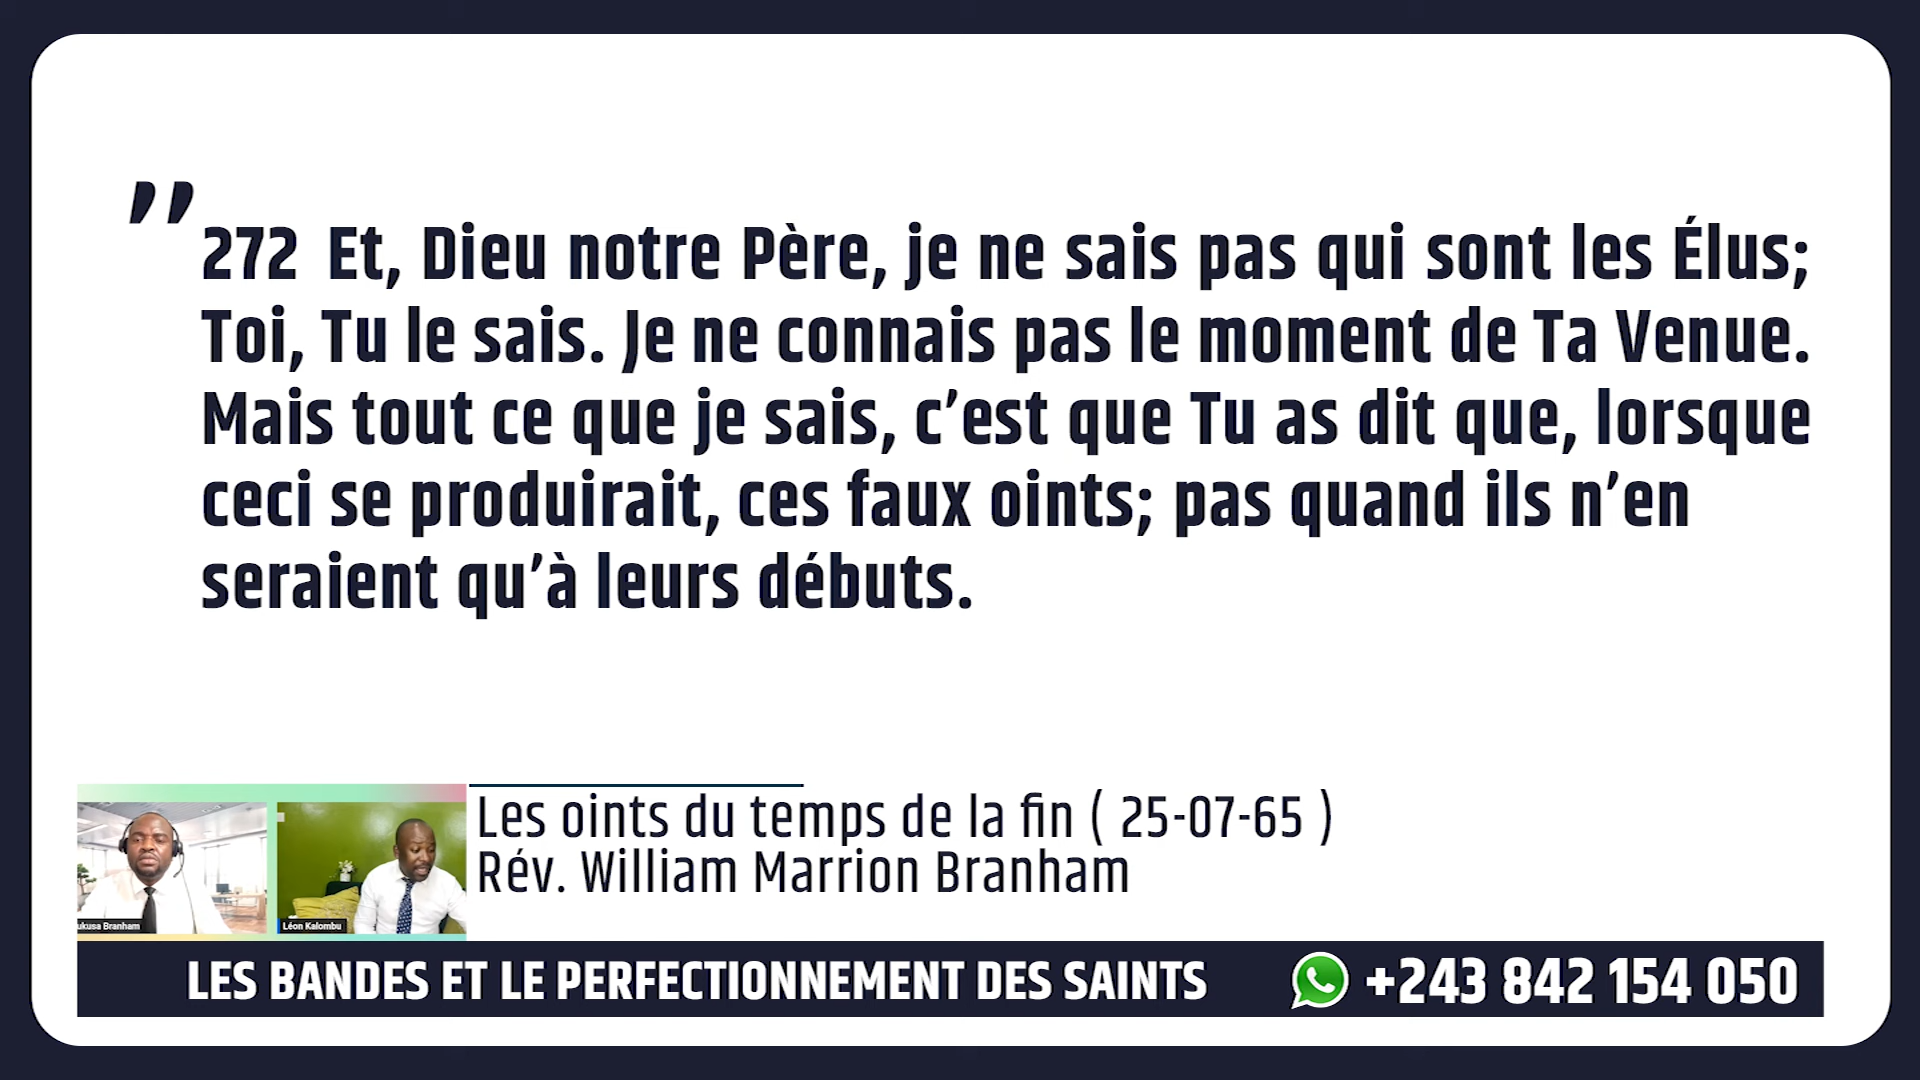 ” 272 Et, Dieu notre Père, je ne sais pas qui sont les Élus;
Toi, Tu le sais. Je ne connais pas le moment de Ta Venue.
Mais tout ce que je sais, c’est que Tu as dit que, lorsque
ceci se produirait, ces faux oints; pas quand ils n’en
seraient qu’à leurs débuts.
Les oints du temps de la fin ( 25-07-65 )
Rév. William Marrion Branham
ukusa Branham
Léon Kalombu
LES BANDES ET LE PERFECTIONNEMENT DES SAINTS
+243 842 154 050